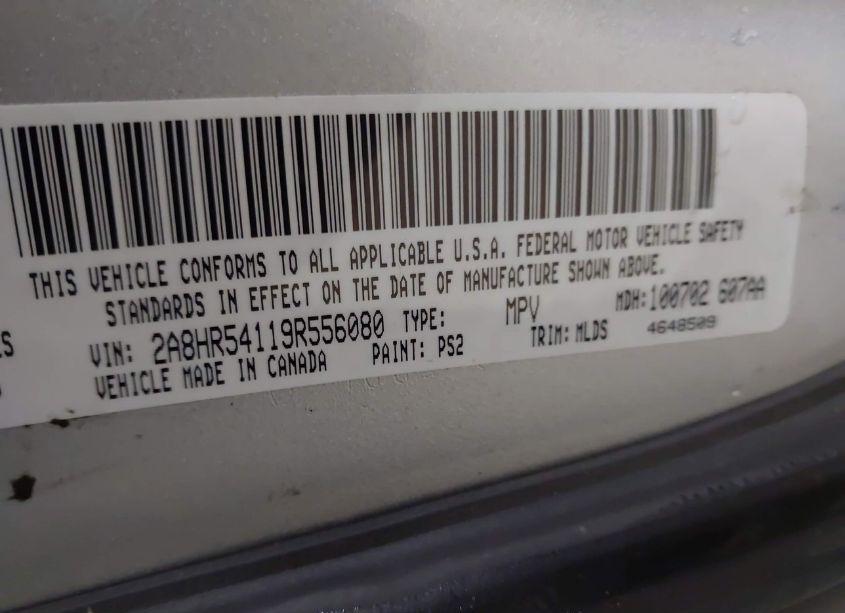 THIS VEHICLE CONFORMS TO ALL APPLICABLE U.S.A. FEDERAL MOTOR VEHICLE SAFETY
STANDARDS IN EFFECT ON THE DATE OF MANUFACTURE SHOWN ABOVE.
VIN: 2A8HR54119R556080 TYPE: MPV MDH:100702 607AA
VEHICLE MADE IN CANADA PAINT: PS2 TRIM: MLDS 4648509